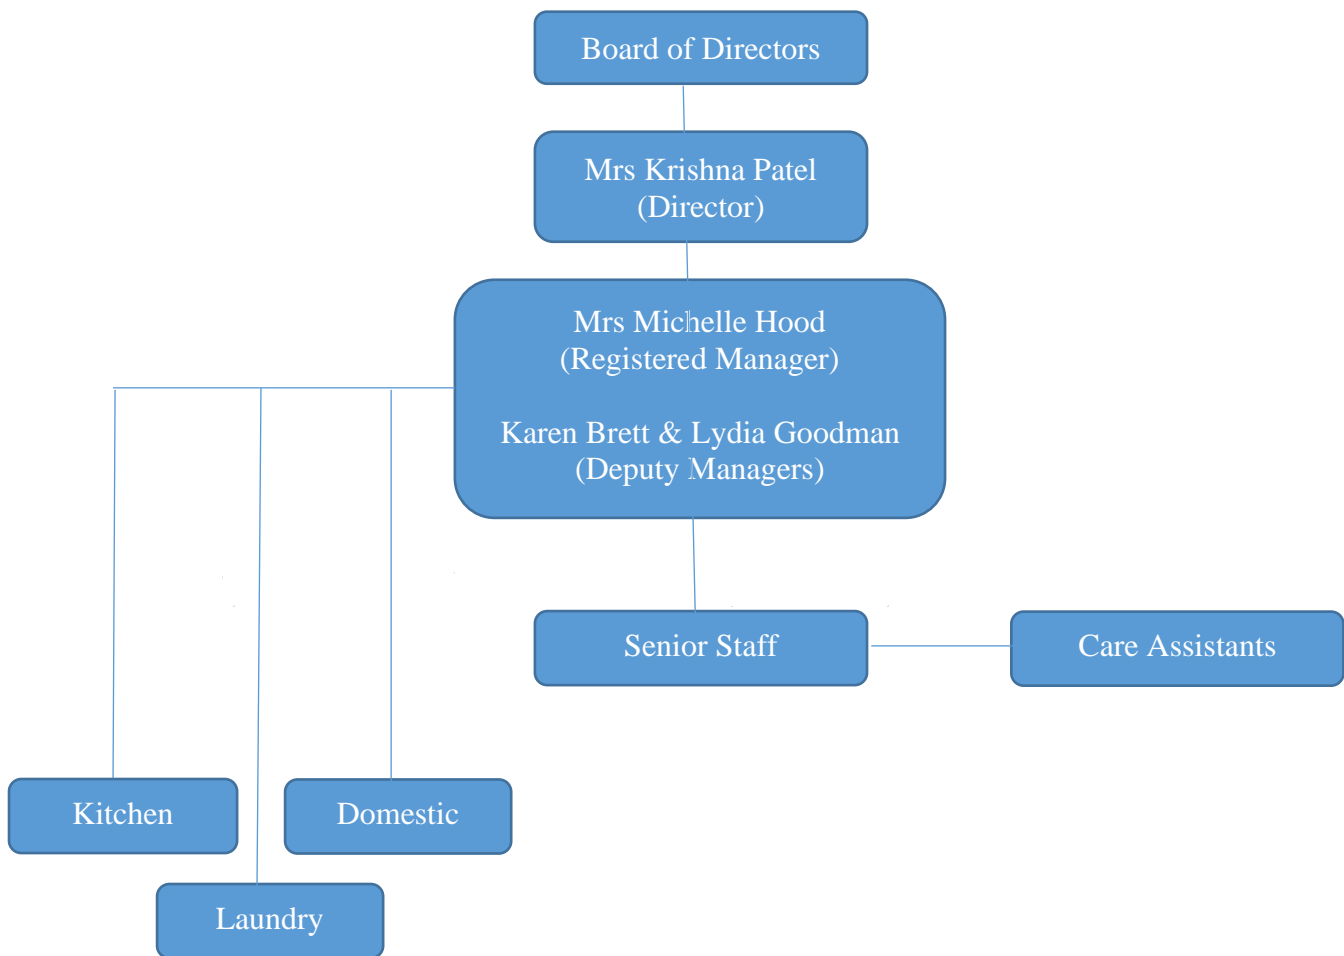 Board of Directors
Mrs Krishna Patel
(Director)
Mrs Michelle Hood
(Registered Manager)
Karen Brett & Lydia Goodman
(Deputy Managers)
Senior Staff
Care Assistants
Kitchen
Domestic
Laundry